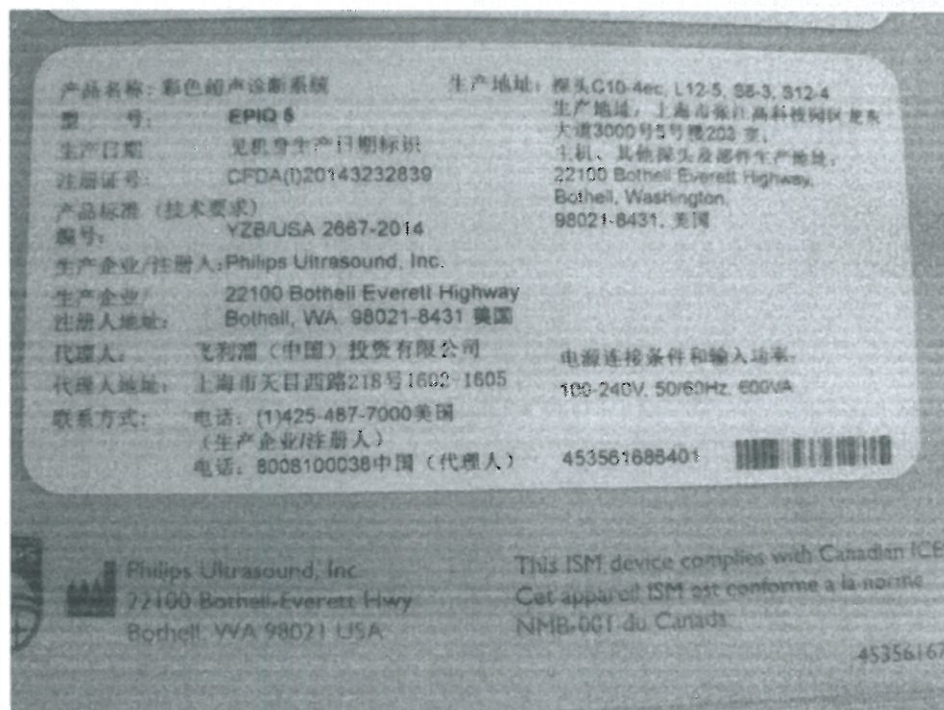 产品名称：彩色超声诊断系统
型 号： EPIQ 5
生产日期 见机身生产日期标识
注册证号： CFDA(I)20143232839
产品标准（技术要求）
编号： YZB/USA 2667-2014
生产企业/注册人：Philips Ultrasound, Inc.
生产企业/ 22100 Bothell Everett Highway
注册人地址： Bothell, WA 98021-8431 美国
代理人： 飞利浦（中国）投资有限公司
代理人地址： 上海市天目西路218号1602-1605
联系方式： 电话：(1)425-487-7000美国
（生产企业/注册人）
电话：8008100038中国（代理人）
生产地址：探头C10-4ec, L12-5, S8-3, S12-4
生产地址：上海市张江高科技园区龙东
大道3000号5号楼202 室.
主机、其他探头及部件生产地址：
22100 Bothell Everett Highway,
Bothell, Washington,
98021-8431, 美国
电源连接条件和输入功率：
100-240V, 50/60Hz, 600VA
453561686401
Philips Ultrasound, Inc
22100 Bothell-Everett Hwy
Bothell, WA 98021 USA
This ISM device complies with Canadian ICE
Cet appareil ISM est conforme a la norme
NMB-001 du Canada.
45356167